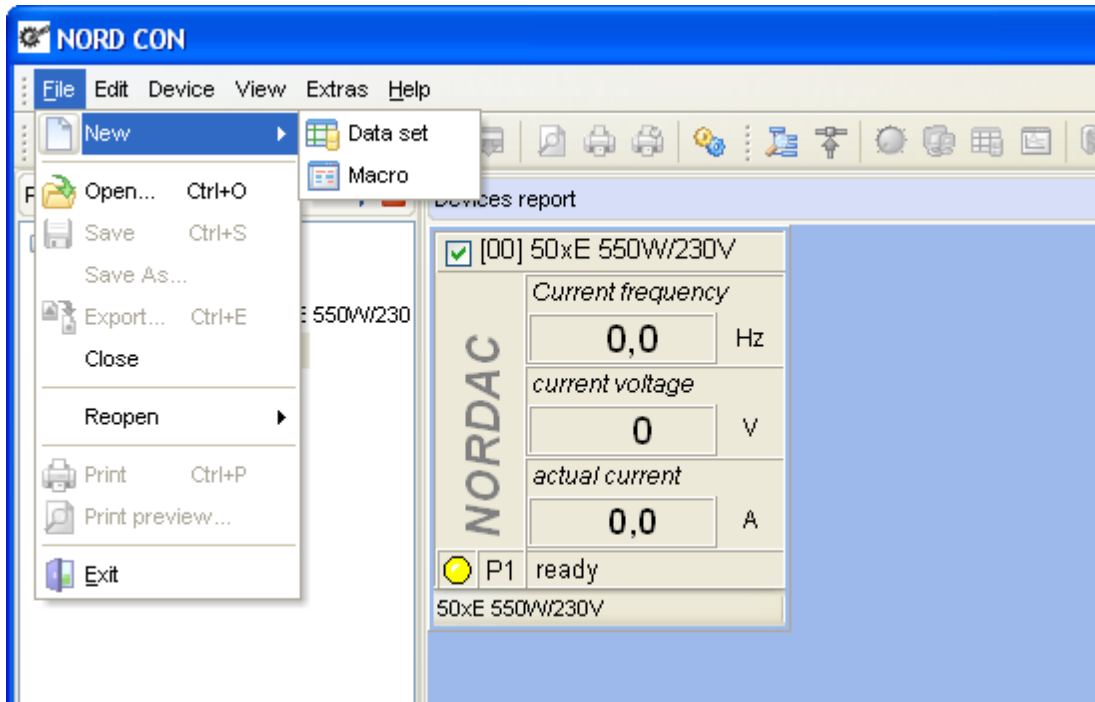 NORD CON
File Edit Device View Extras Help
New
Data set
Macro
Open... Ctrl+O
Save Ctrl+S
Save As...
Export... Ctrl+E
Close
Reopen
Print Ctrl+P
Print preview...
Exit
550W/230
Devices report
[00] 50xE 550W/230V
NORDAC
Current frequency
0,0 Hz
current voltage
0 V
actual current
0,0 A
P1 ready
50xE 550W/230V